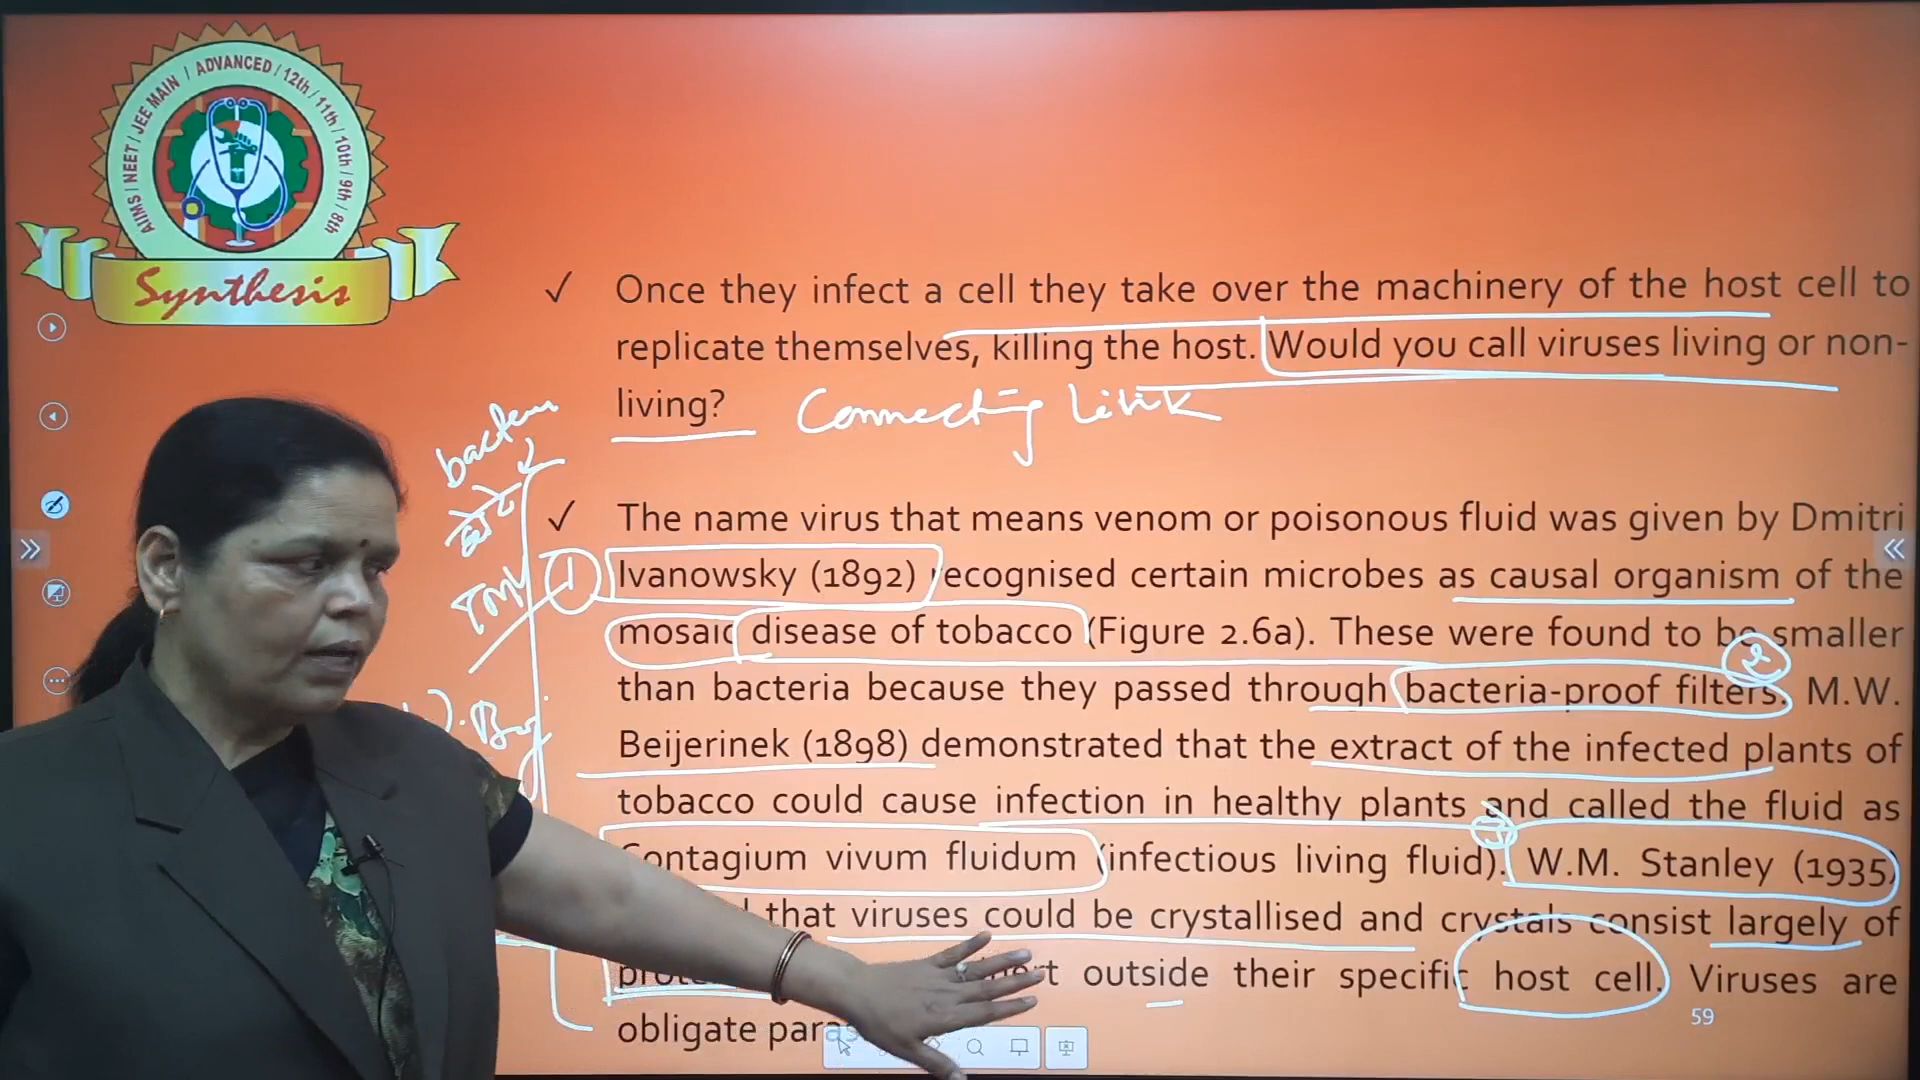 AIIMS / NEET / JEE MAIN / ADVANCED / 12th / 11th / 10th / 9th / 8th
Synthesis
✓ Once they infect a cell they take over the machinery of the host cell to
replicate themselves, killing the host. Would you call viruses living or non-
living? Connecting Link
bacteria
✓ The name virus that means venom or poisonous fluid was given by Dmitri
1 Ivanowsky (1892) recognised certain microbes as causal organism of the
TMV
mosaic disease of tobacco (Figure 2.6a). These were found to be smaller
2
than bacteria because they passed through bacteria-proof filters. M.W.
Beijerinek (1898) demonstrated that the extract of the infected plants of
tobacco could cause infection in healthy plants and called the fluid as
3
Contagium vivum fluidum (infectious living fluid). W.M. Stanley (1935)
that viruses could be crystallised and crystals consist largely of
outside their specific host cell. Viruses are
obligate
59